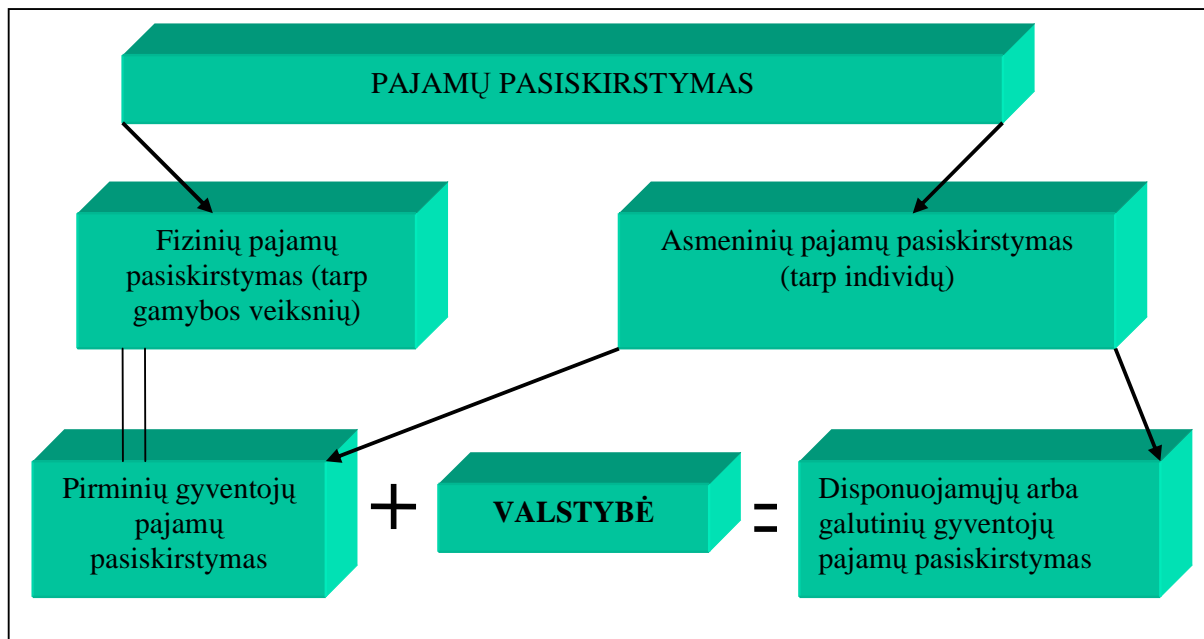 PAJAMŲ PASISKIRSTYMAS
Fizinių pajamų
pasiskirstymas (tarp
gamybos veiksnių)
Asmeninių pajamų pasiskirstymas
(tarp individų)
Pirminių gyventojų
pajamų
pasiskirstymas
+
VALSTYBĖ
=
Disponuojamųjų arba
galutinių gyventojų
pajamų pasiskirstymas